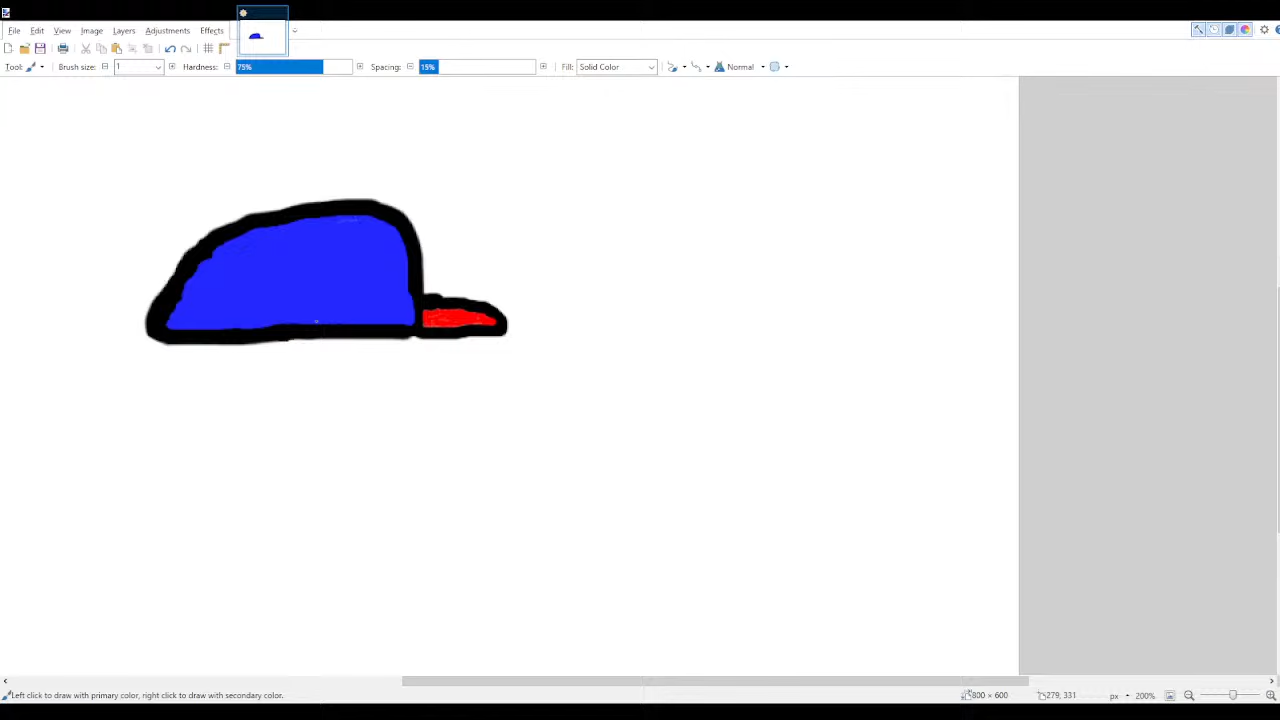 File Edit View Image Layers Adjustments Effects
Tool: Brush size: 1 Hardness: 75% Spacing: 15% Fill: Solid Color Normal
Left click to draw with primary color, right click to draw with secondary color. 800 × 600 279, 331 px 200%